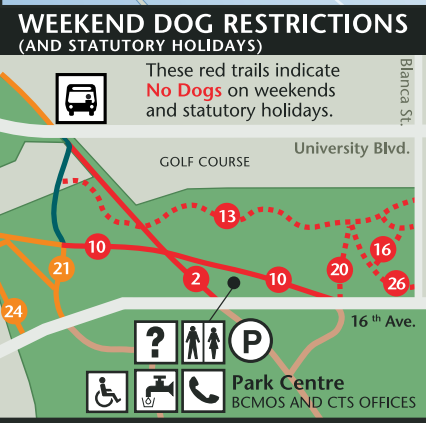 WEEKEND DOG RESTRICTIONS
(AND STATUTORY HOLIDAYS)
These red trails indicate
No Dogs on weekends
and statutory holidays.
Blanca St.
University Blvd.
GOLF COURSE
13
10
16
21
2
10
20
26
24
16 th Ave.
?
P
Park Centre
BCMOS AND CTS OFFICES